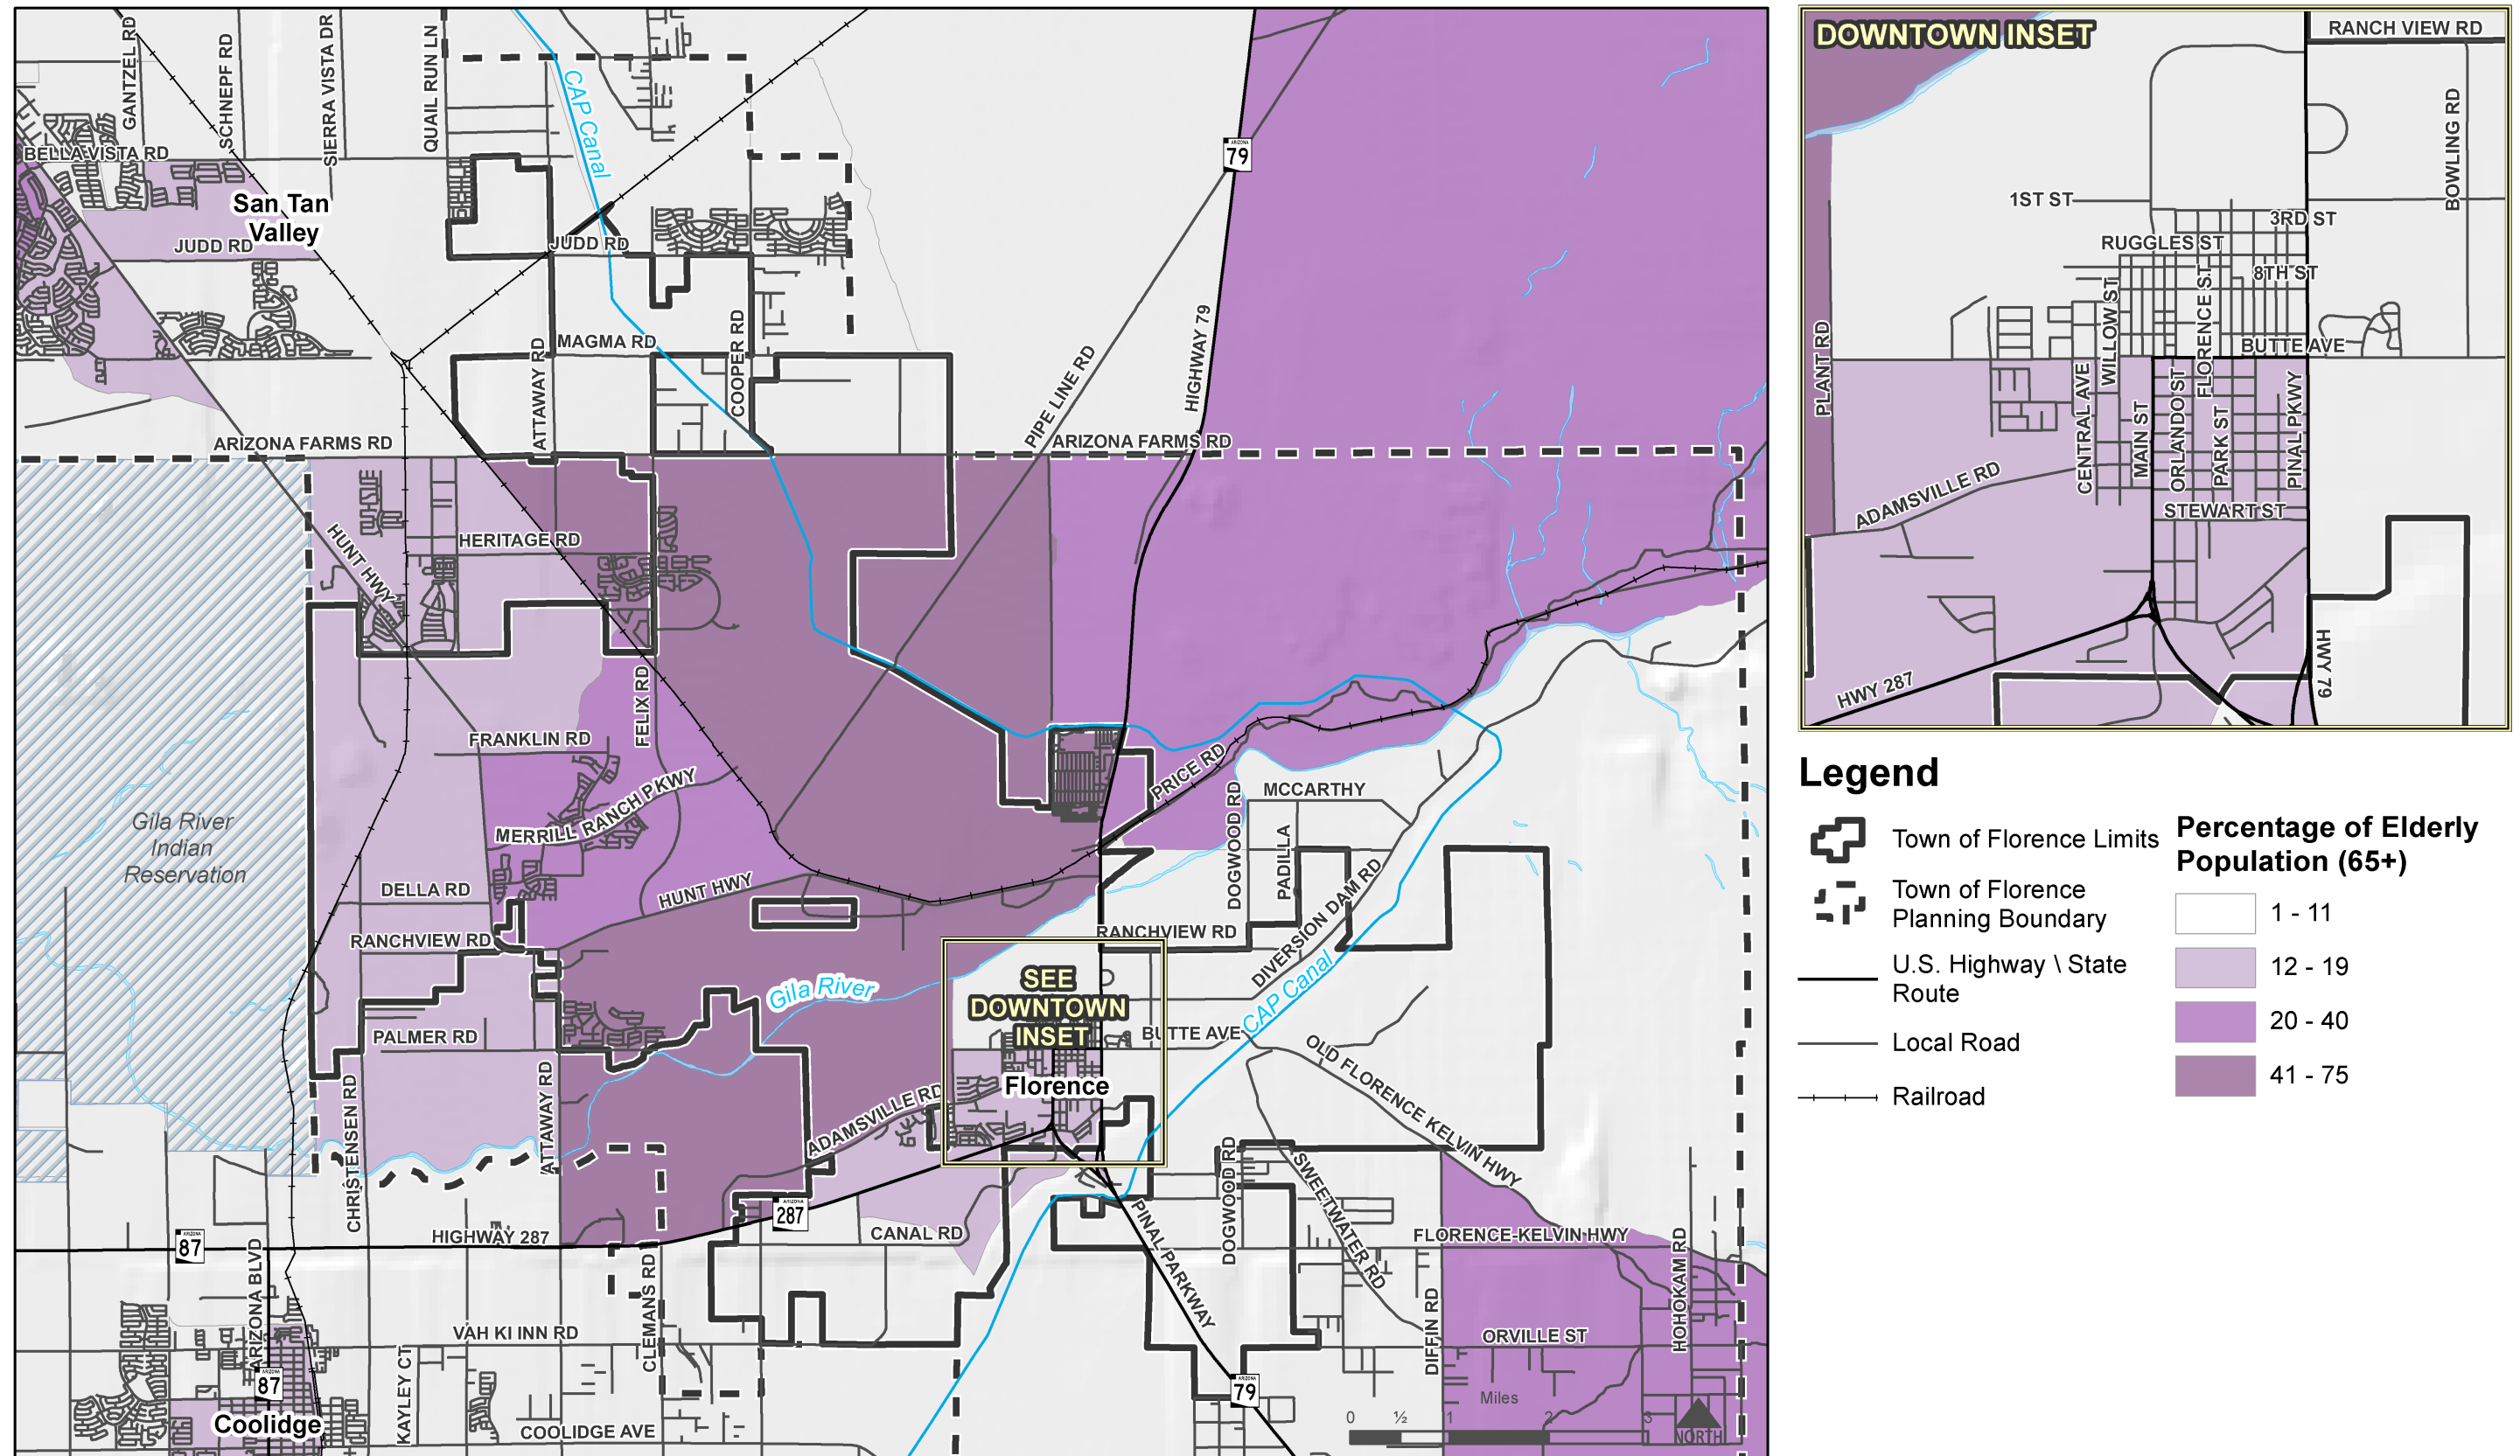 GANTZEL RD
SCHNEPF RD
SIERRA VISTA DR
QUAIL RUN LN
CAP Canal
BELLA VISTA RD
San Tan
Valley
JUDD RD
JUDD RD
ARIZONA
79
MAGMA RD
ATTAWAY RD
COOPER RD
PIPE LINE RD
HIGHWAY 79
ARIZONA FARMS RD
ARIZONA FARMS RD
HUNT HWY
HERITAGE RD
FELIX RD
FRANKLIN RD
MERRILL RANCH PKWY
PRICE RD
Gila River
Indian
Reservation
DELLA RD
HUNT HWY
DOGWOOD RD
MCCARTHY
PADILLA
DIVERSION DAM RD
RANCHVIEW RD
RANCHVIEW RD
SEE
DOWNTOWN
INSET
Gila River
CAP Canal
PALMER RD
BUTTE AVE
Florence
OLD FLORENCE KELVIN HWY
CHRISTENSEN RD
ATTAWAY RD
ADAMSVILLE RD
ARIZONA
287
DOGWOOD RD
SWEETWATER RD
PINAL PARKWAY
CANAL RD
HIGHWAY 287
ARIZONA
87
FLORENCE-KELVIN HWY
HOHOKAM RD
ARIZONA BLVD
CLEMANS RD
VAH KI INN RD
DIFFIN RD
ORVILLE ST
ARIZONA
87
KAYLEY CT
ARIZONA
79
Coolidge
COOLIDGE AVE
Miles
0 ½ 1 2 3
NORTH
DOWNTOWN INSET
RANCH VIEW RD
BOWLING RD
1ST ST
3RD ST
RUGGLES ST
8TH ST
WILLOW ST
FLORENCE ST
PLANT RD
BUTTE AVE
CENTRAL AVE
MAIN ST
ORLANDO ST
PARK ST
PINAL PKWY
ADAMSVILLE RD
STEWART ST
HWY 287
HWY 79
Legend
Town of Florence Limits
Town of Florence
Planning Boundary
U.S. Highway \ State
Route
Local Road
Railroad
Percentage of Elderly
Population (65+)
1 - 11
12 - 19
20 - 40
41 - 75